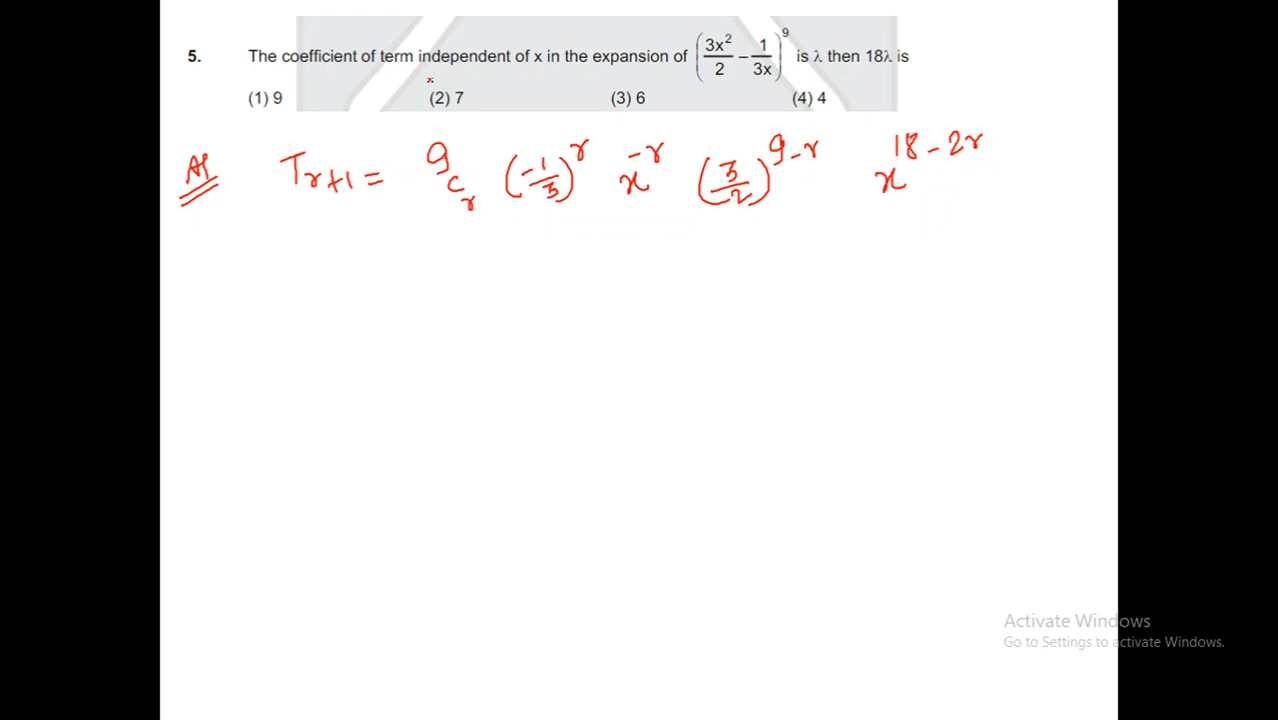 5. The coefficient of term independent of x in the expansion of (3x²/2 − 1/3x)⁹ is λ then 18λ is
(1) 9 (2) 7 (3) 6 (4) 4
T_{r+1} = ⁹C_r (−1/3)^r x^{−r} (3/2)^{9−r} x^{18−2r}
Activate Windows
Go to Settings to activate Windows.